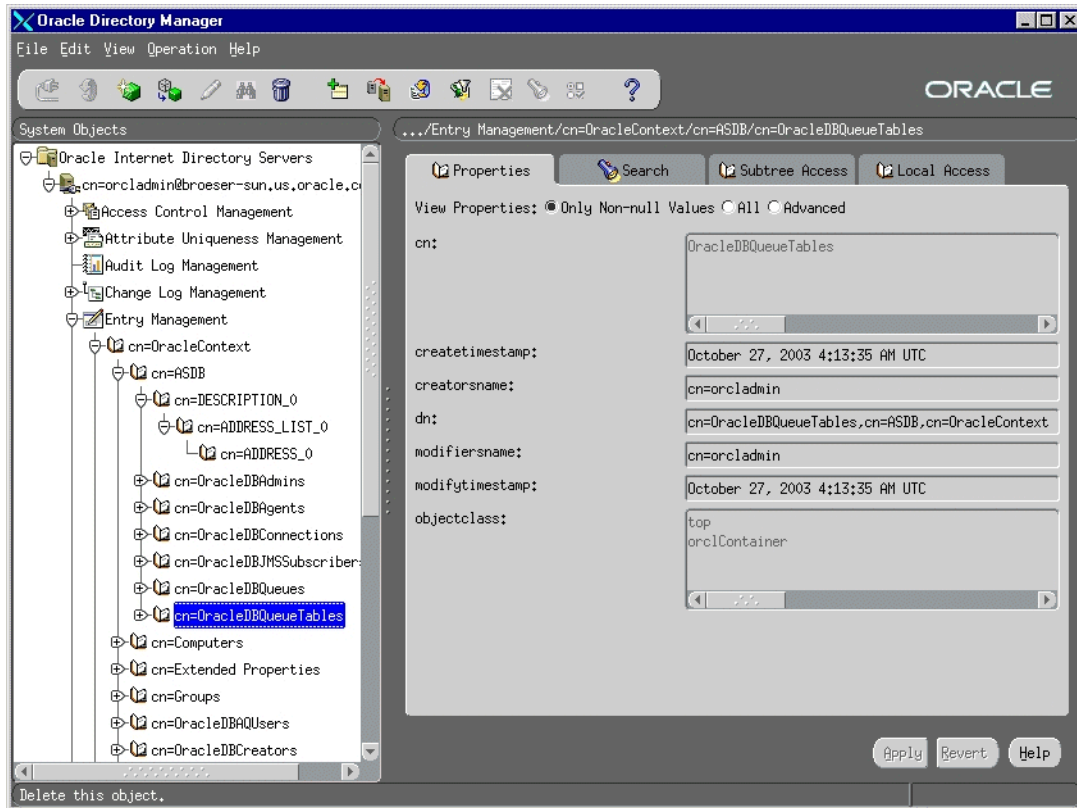 Oracle Directory Manager
File Edit View Operation Help
ORACLE
System Objects
Oracle Internet Directory Servers
cn=orcladmin@broeser-sun.us.oracle.c
Access Control Management
Attribute Uniqueness Management
Audit Log Management
Change Log Management
Entry Management
cn=OracleContext
cn=ASDB
cn=DESCRIPTION_0
cn=ADDRESS_LIST_0
cn=ADDRESS_0
cn=OracleDBAdmins
cn=OracleDBAgents
cn=OracleDBConnections
cn=OracleDBJMSSubscriber
cn=OracleDBQueues
cn=OracleDBQueueTables
cn=Computers
cn=Extended Properties
cn=Groups
cn=OracleDBAQUsers
cn=OracleDBCreators
.../Entry Management/cn=OracleContext/cn=ASDB/cn=OracleDBQueueTables
Properties Search Subtree Access Local Access
View Properties: Only Non-null Values All Advanced
cn: OracleDBQueueTables
createtimestamp: October 27, 2003 4:13:35 AM UTC
creatorsname: cn=orcladmin
dn: cn=OracleDBQueueTables,cn=ASDB,cn=OracleContext
modifiersname: cn=orcladmin
modifytimestamp: October 27, 2003 4:13:35 AM UTC
objectclass: top
orclContainer
Apply Revert Help
Delete this object.